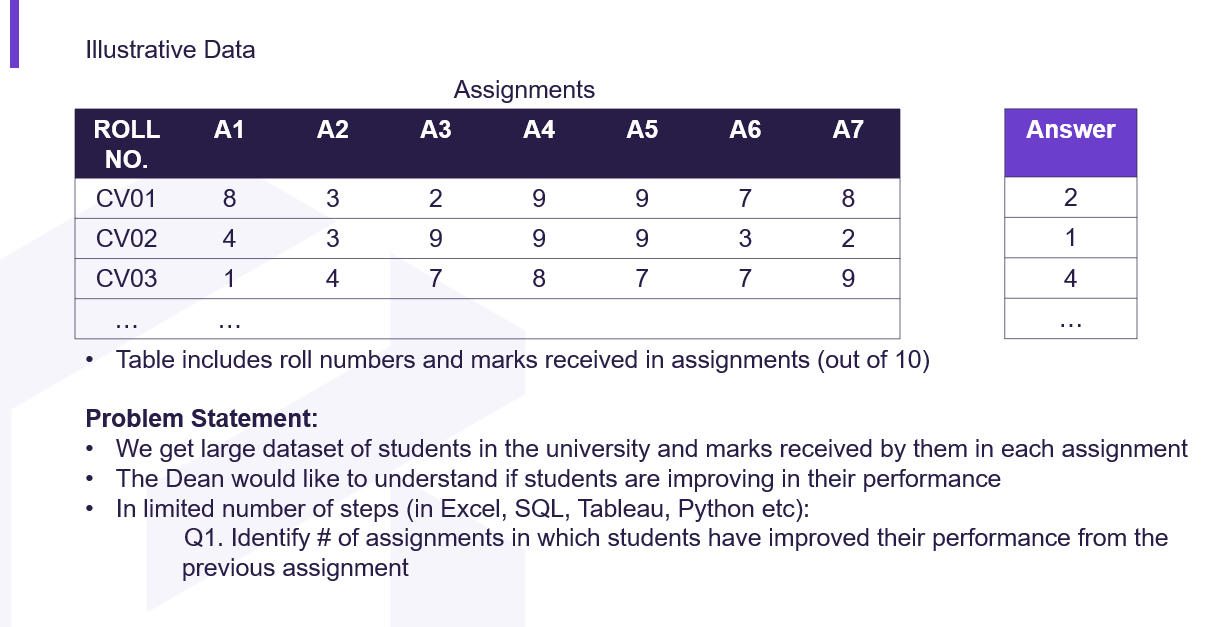 Illustrative Data
Assignments
ROLL NO. A1 A2 A3 A4 A5 A6 A7 Answer
CV01 8 3 2 9 9 7 8 2
CV02 4 3 9 9 9 3 2 1
CV03 1 4 7 8 7 7 9 4
... ... ...
• Table includes roll numbers and marks received in assignments (out of 10)
Problem Statement:
• We get large dataset of students in the university and marks received by them in each assignment
• The Dean would like to understand if students are improving in their performance
• In limited number of steps (in Excel, SQL, Tableau, Python etc):
Q1. Identify # of assignments in which students have improved their performance from the
previous assignment